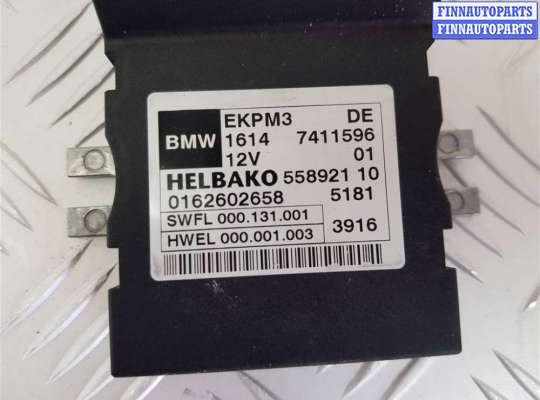 FINNAUTOPARTS
FINNAUTOPARTS
BMW
EKPM3 DE
1614 7411596
12V 01
HELBAKO 558921 10
0162602658 5181
SWFL 000.131.001
HWEL 000.001.003 3916